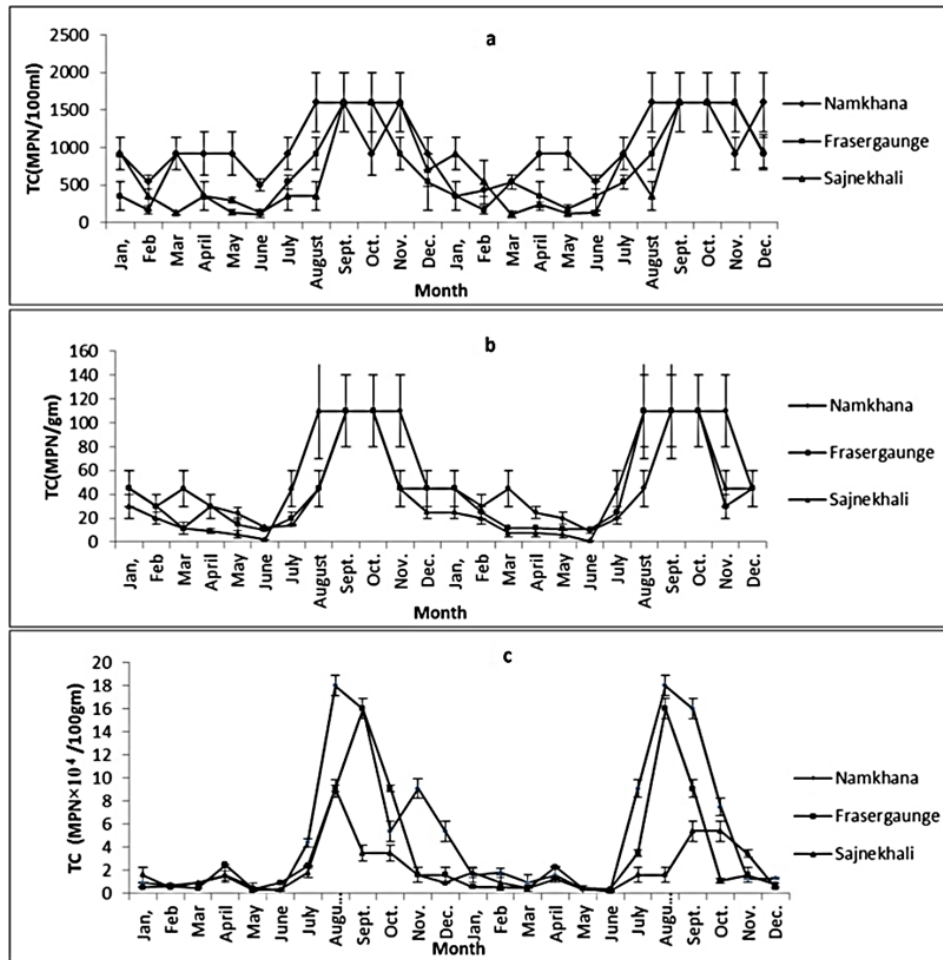 a
TC(MPN/100ml)
2500
2000
1500
1000
500
0
Jan, Feb Mar April May June July August Sept. Oct. Nov. Dec. Jan, Feb Mar April May June July August Sept. Oct. Nov. Dec.
Month
Namkhana
Frasergaunge
Sajnekhali
b
TC(MPN/gm)
160
140
120
100
80
60
40
20
0
Jan, Feb Mar April May June July August Sept. Oct. Nov. Dec. Jan, Feb Mar April May June July August Sept. Oct. Nov. Dec.
Month
Namkhana
Frasergaunge
Sajnekhali
c
TC (MPN×10⁴ /100gm)
20
18
16
14
12
10
8
6
4
2
0
Jan, Feb Mar April May June July Augu... Sept. Oct. Nov. Dec. Jan, Feb Mar April May June July Augu... Sept. Oct. Nov. Dec.
Month
Namkhana
Frasergaunge
Sajnekhali